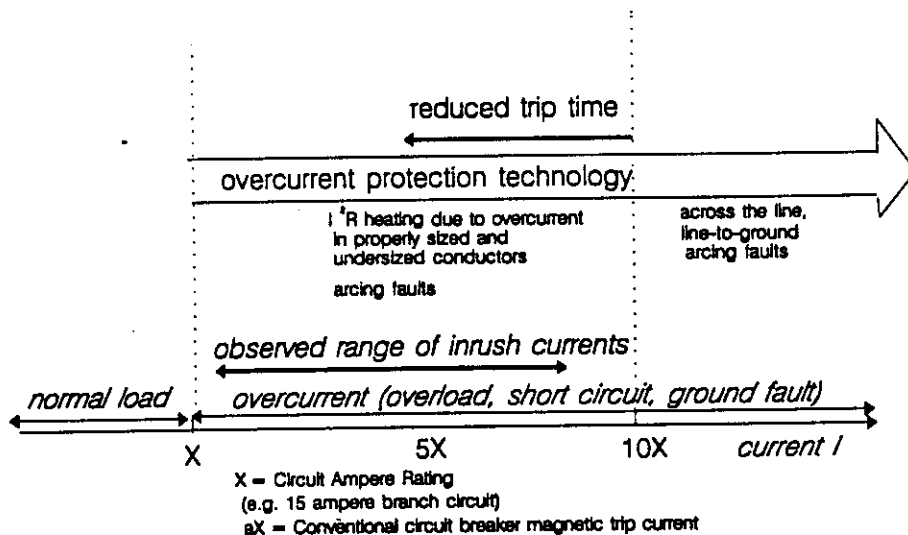 reduced trip time
overcurrent protection technology
I²R heating due to overcurrent
in properly sized and
undersized conductors
arcing faults
across the line,
line-to-ground
arcing faults
observed range of inrush currents
normal load
overcurrent (overload, short circuit, ground fault)
X
5X
10X
current I
X = Circuit Ampere Rating
(e.g. 15 ampere branch circuit)
aX = Conventional circuit breaker magnetic trip current